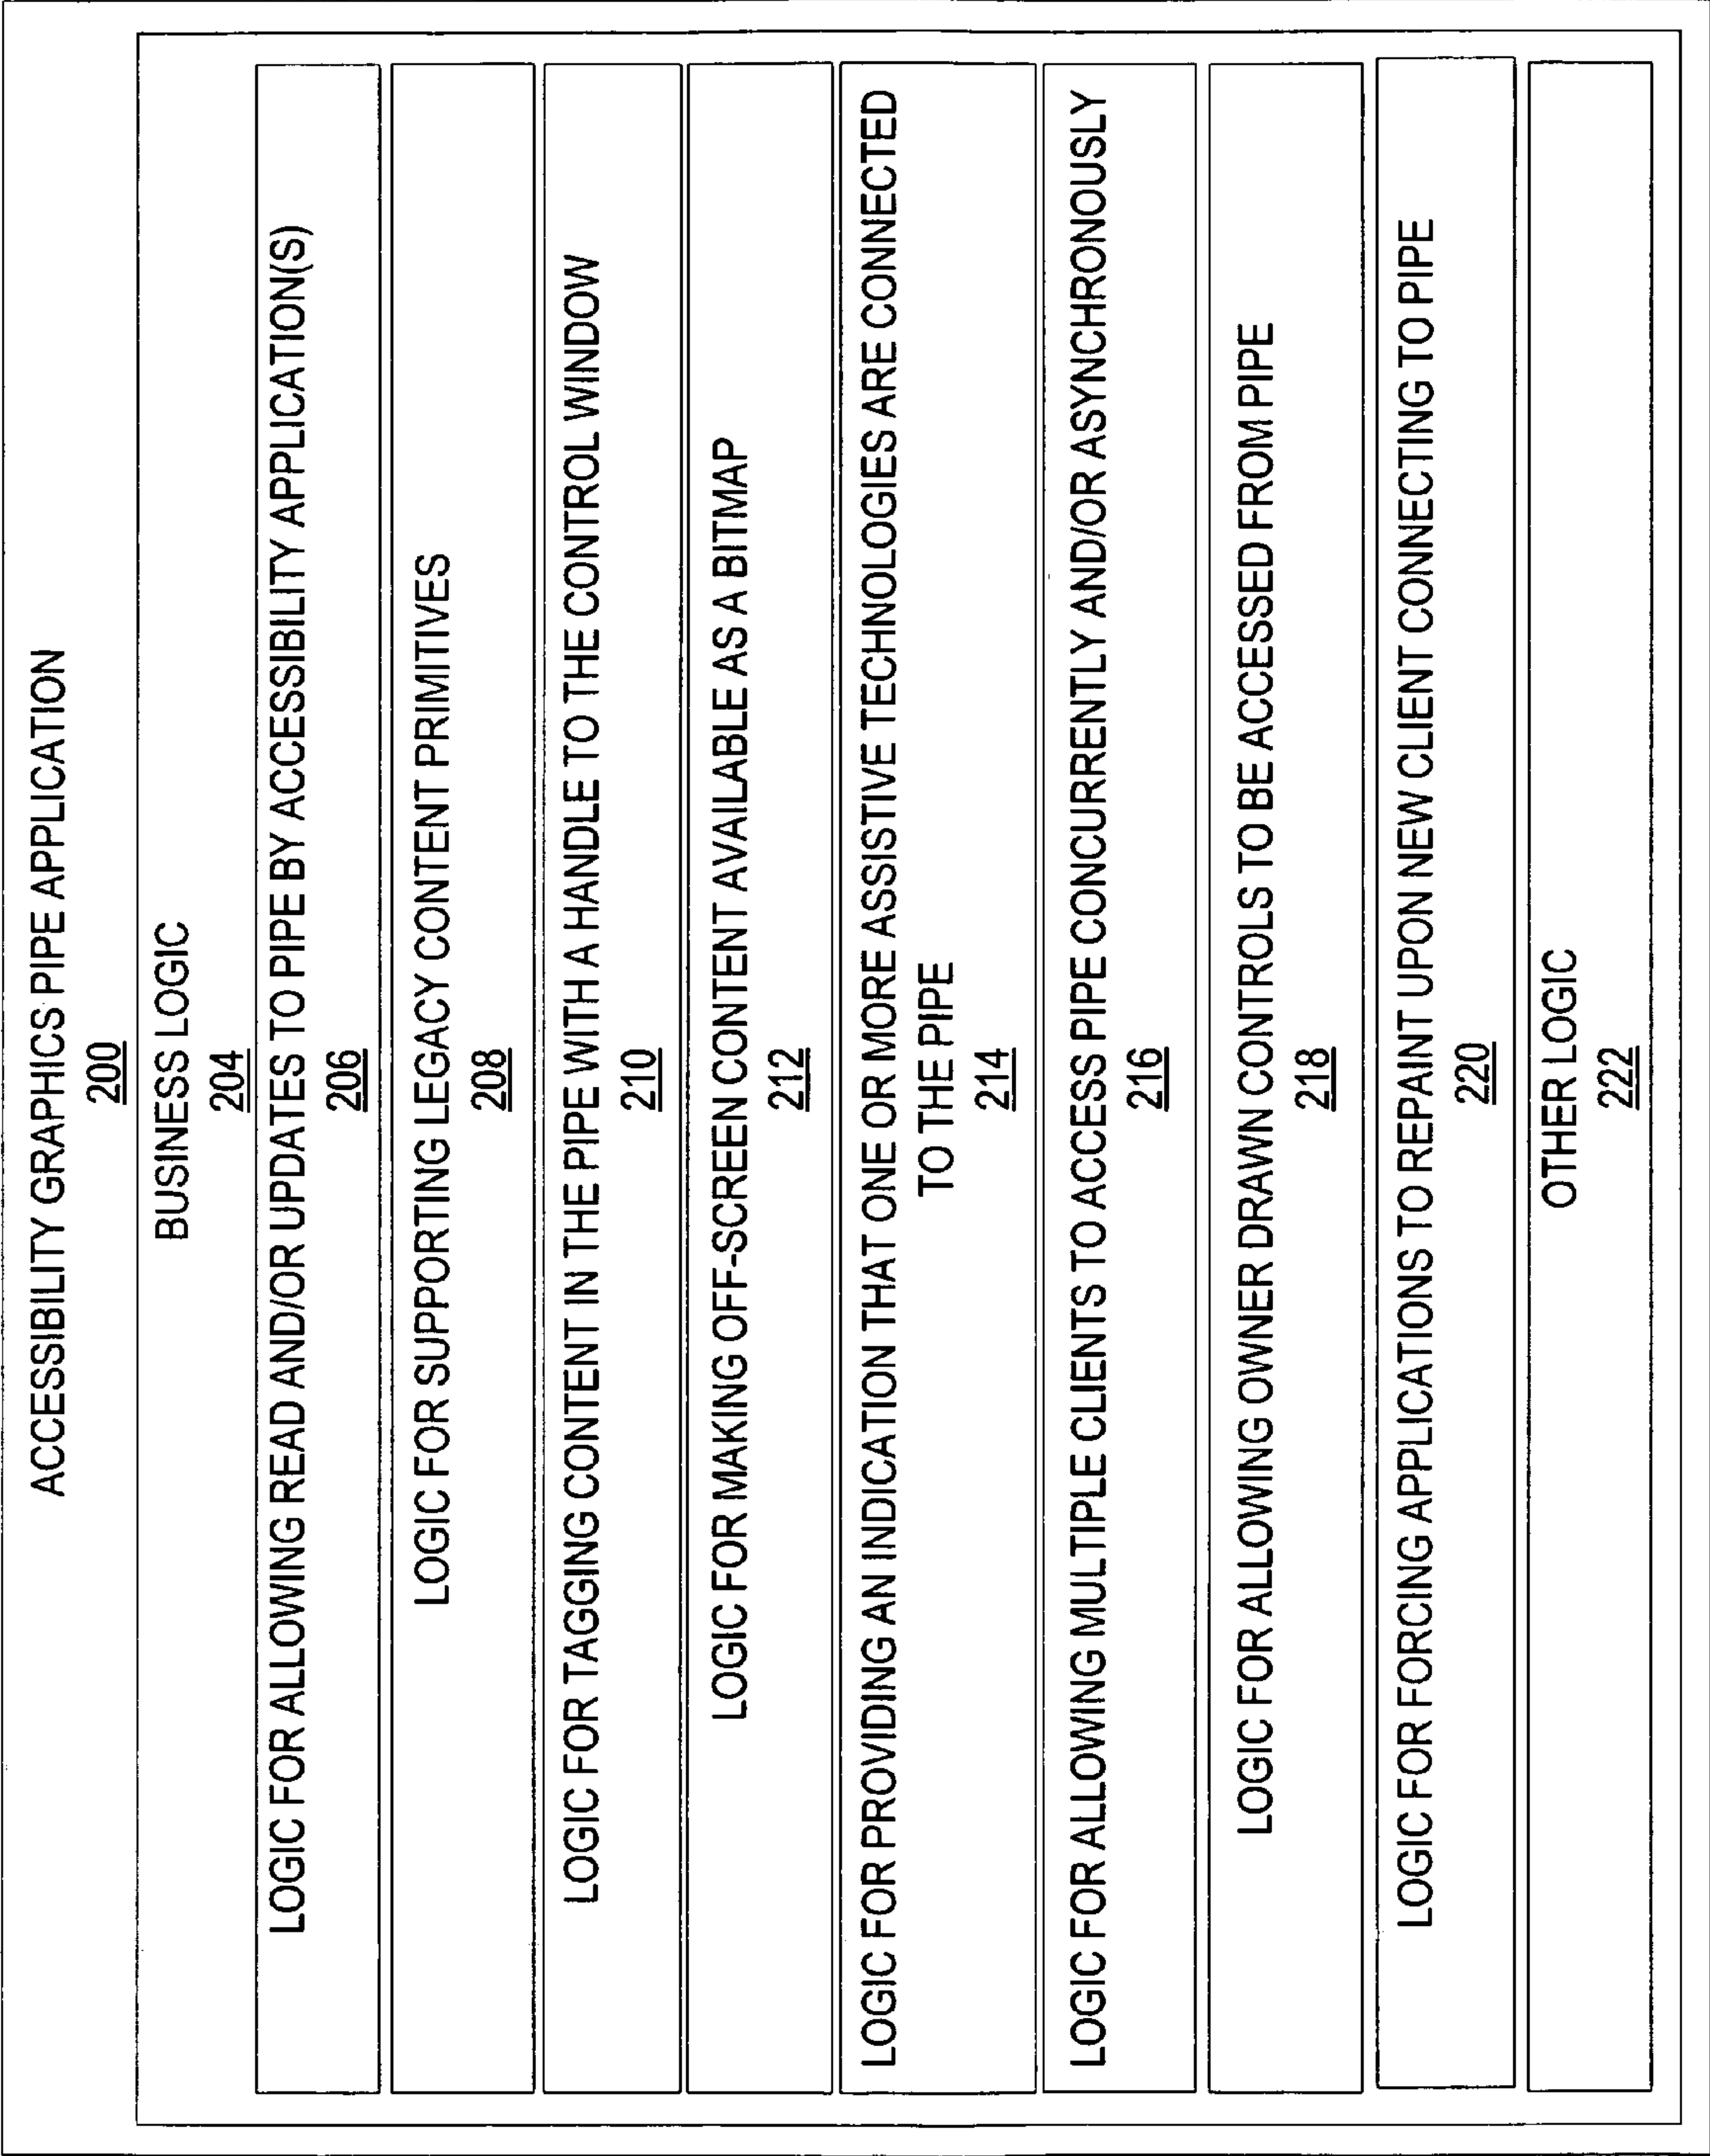 ACCESSIBILITY GRAPHICS PIPE APPLICATION
200
BUSINESS LOGIC
204
LOGIC FOR ALLOWING READ AND/OR UPDATES TO PIPE BY ACCESSIBILITY APPLICATION(S)
206
LOGIC FOR SUPPORTING LEGACY CONTENT PRIMITIVES
208
LOGIC FOR TAGGING CONTENT IN THE PIPE WITH A HANDLE TO THE CONTROL WINDOW
210
LOGIC FOR MAKING OFF-SCREEN CONTENT AVAILABLE AS A BITMAP
212
LOGIC FOR PROVIDING AN INDICATION THAT ONE OR MORE ASSISTIVE TECHNOLOGIES ARE CONNECTED
TO THE PIPE
214
LOGIC FOR ALLOWING MULTIPLE CLIENTS TO ACCESS PIPE CONCURRENTLY AND/OR ASYNCHRONOUSLY
216
LOGIC FOR ALLOWING OWNER DRAWN CONTROLS TO BE ACCESSED FROM PIPE
218
LOGIC FOR FORCING APPLICATIONS TO REPAINT UPON NEW CLIENT CONNECTING TO PIPE
220
OTHER LOGIC
222